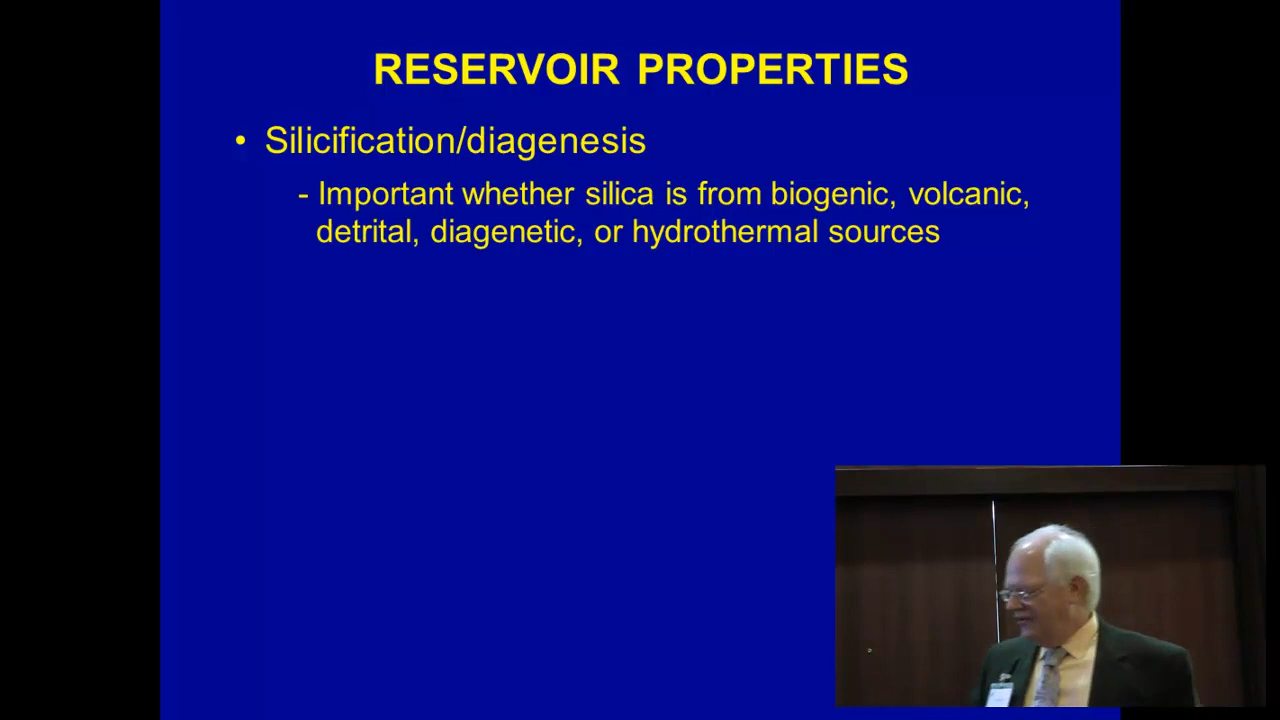 RESERVOIR PROPERTIES
• Silicification/diagenesis
- Important whether silica is from biogenic, volcanic,
detrital, diagenetic, or hydrothermal sources